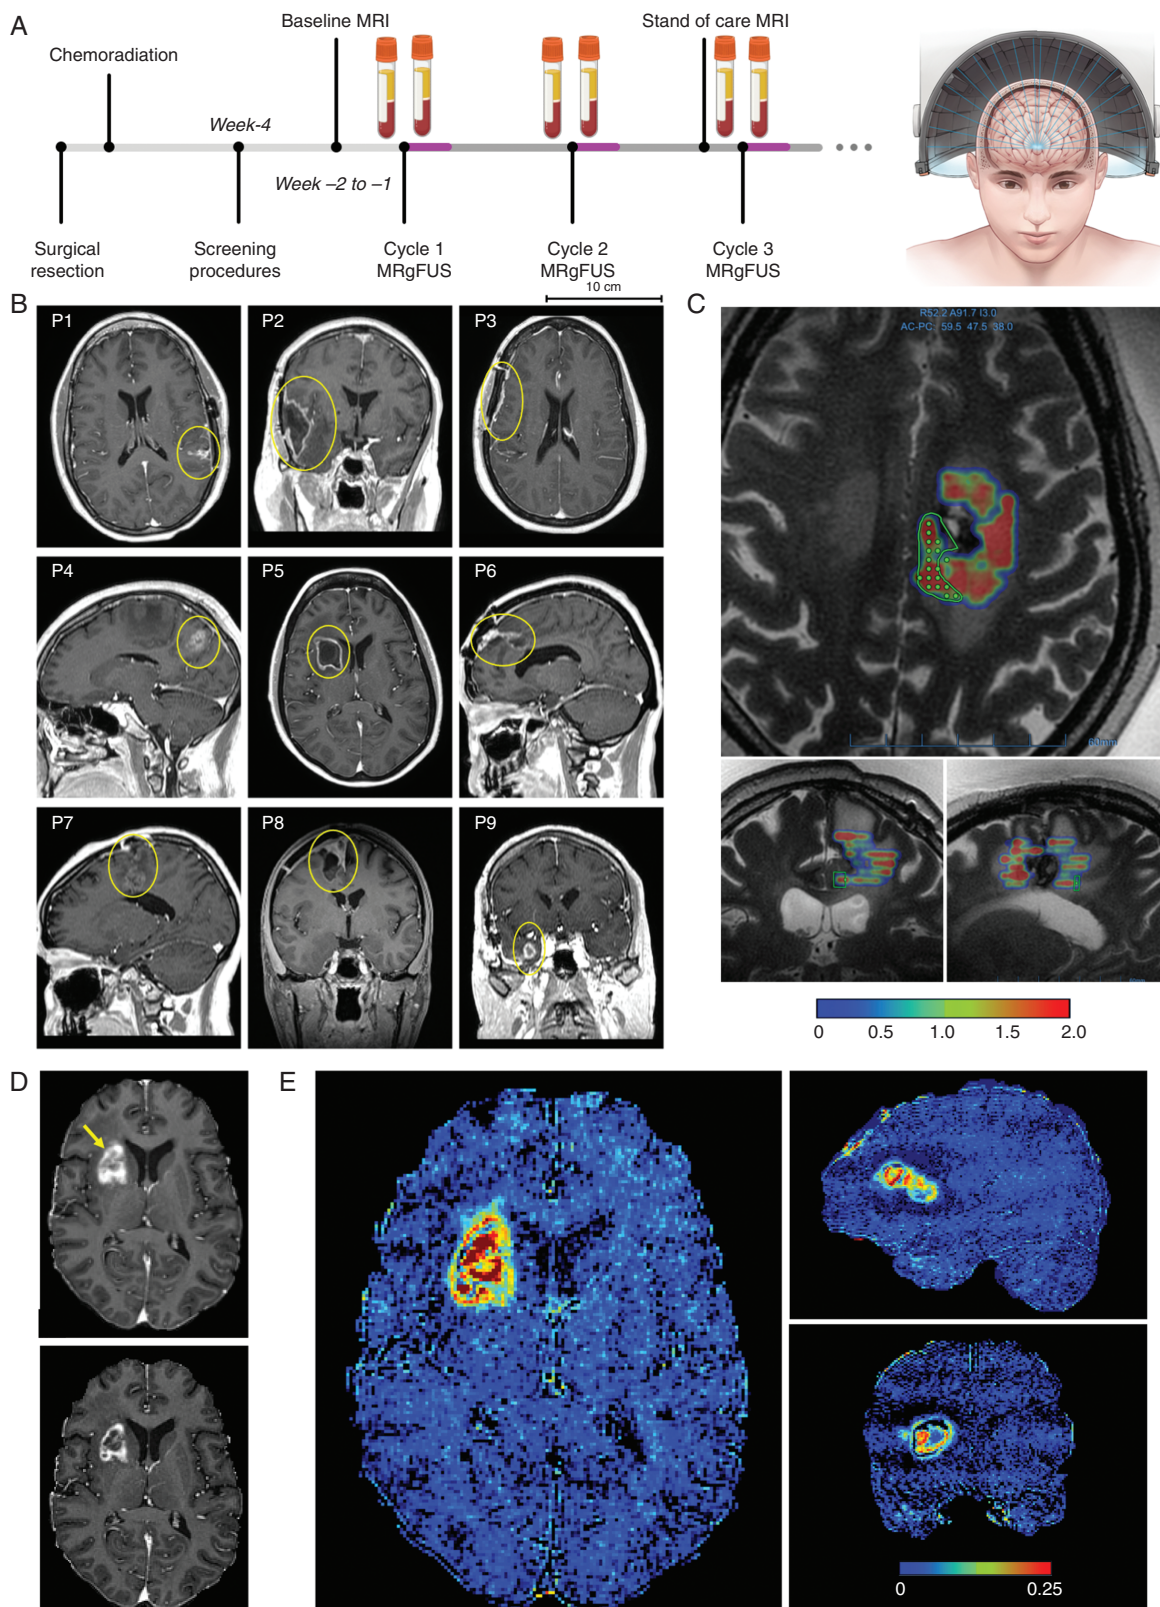 A
Baseline MRI
Stand of care MRI
Chemoradiation
Week-4
Week –2 to –1
Surgical
resection
Screening
procedures
Cycle 1
MRgFUS
Cycle 2
MRgFUS
Cycle 3
MRgFUS
10 cm
B
P1
P2
P3
P4
P5
P6
P7
P8
P9
C
R52.2 A91.7 I3.0
AC-PC: 59.5 47.5 38.0
60mm
0
0.5
1.0
1.5
2.0
D
E
0
0.25